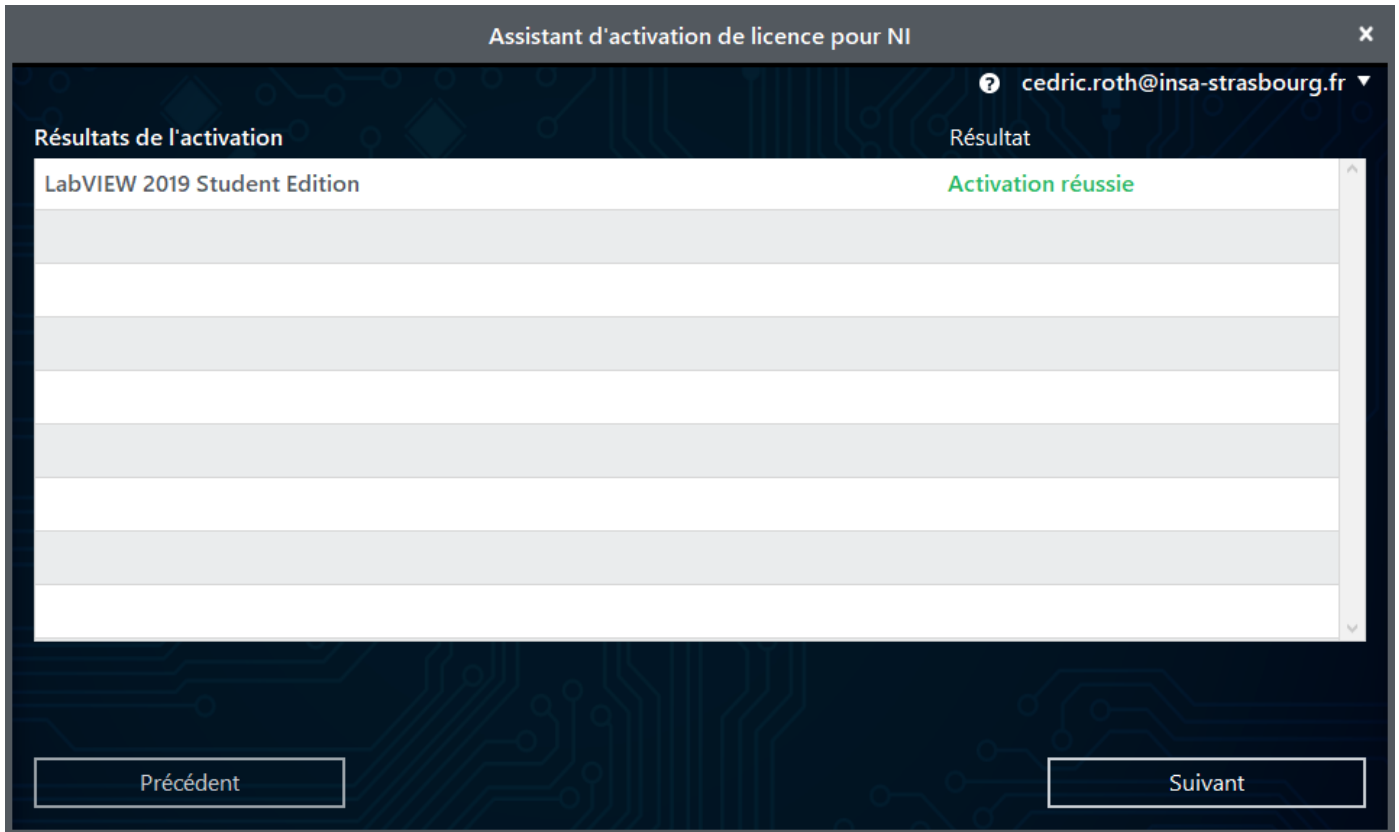 Assistant d'activation de licence pour NI
cedric.roth@insa-strasbourg.fr
Résultats de l'activation Résultat
LabVIEW 2019 Student Edition Activation réussie
Précédent Suivant